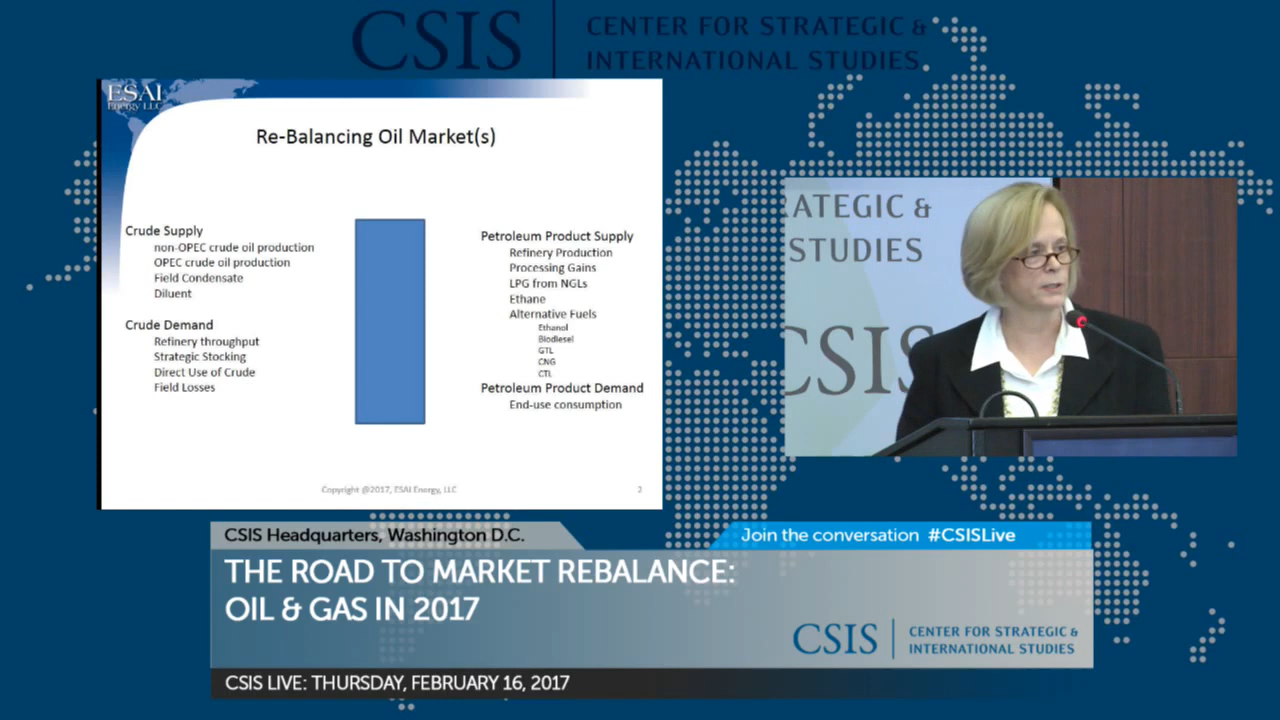 CSIS
CENTER FOR STRATEGIC &
INTERNATIONAL STUDIES
ESAI
Energy LLC
Re-Balancing Oil Market(s)
Crude Supply
non-OPEC crude oil production
OPEC crude oil production
Field Condensate
Diluent
Crude Demand
Refinery throughput
Strategic Stocking
Direct Use of Crude
Field Losses
Petroleum Product Supply
Refinery Production
Processing Gains
LPG from NGLs
Ethane
Alternative Fuels
Ethanol
Biodiesel
GTL
CNG
CTL
Petroleum Product Demand
End-use consumption
Copyright @2017, ESAI Energy, LLC
2
ATEGIC &
STUDIES
CSIS
CSIS Headquarters, Washington D.C.
Join the conversation #CSISLive
THE ROAD TO MARKET REBALANCE:
OIL & GAS IN 2017
CSIS
CENTER FOR STRATEGIC &
INTERNATIONAL STUDIES
CSIS LIVE: THURSDAY, FEBRUARY 16, 2017